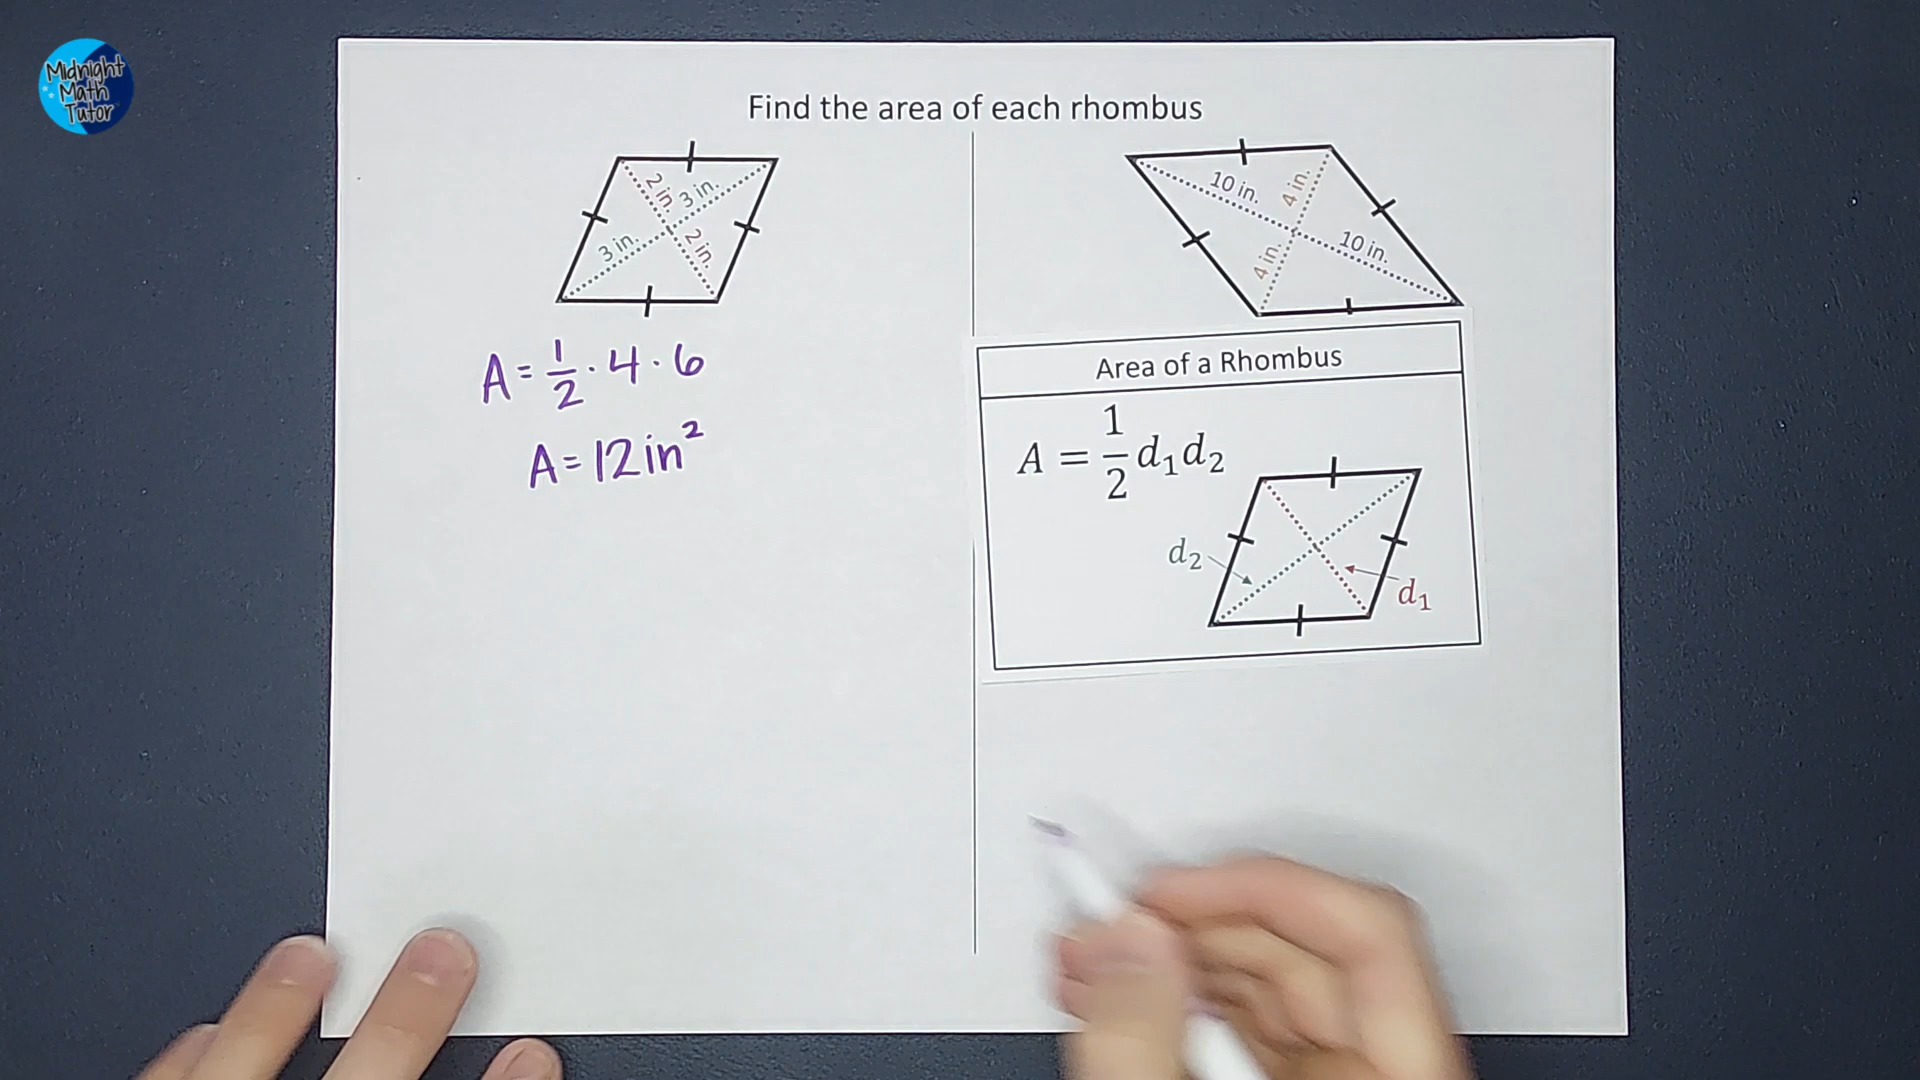 Midnight
Math
Tutor
Find the area of each rhombus
2 in.
3 in.
3 in.
2 in.
A = 1/2 · 4 · 6
A = 12 in²
10 in.
4 in.
4 in.
10 in.
Area of a Rhombus
A = 1/2 d₁d₂
d₂
d₁